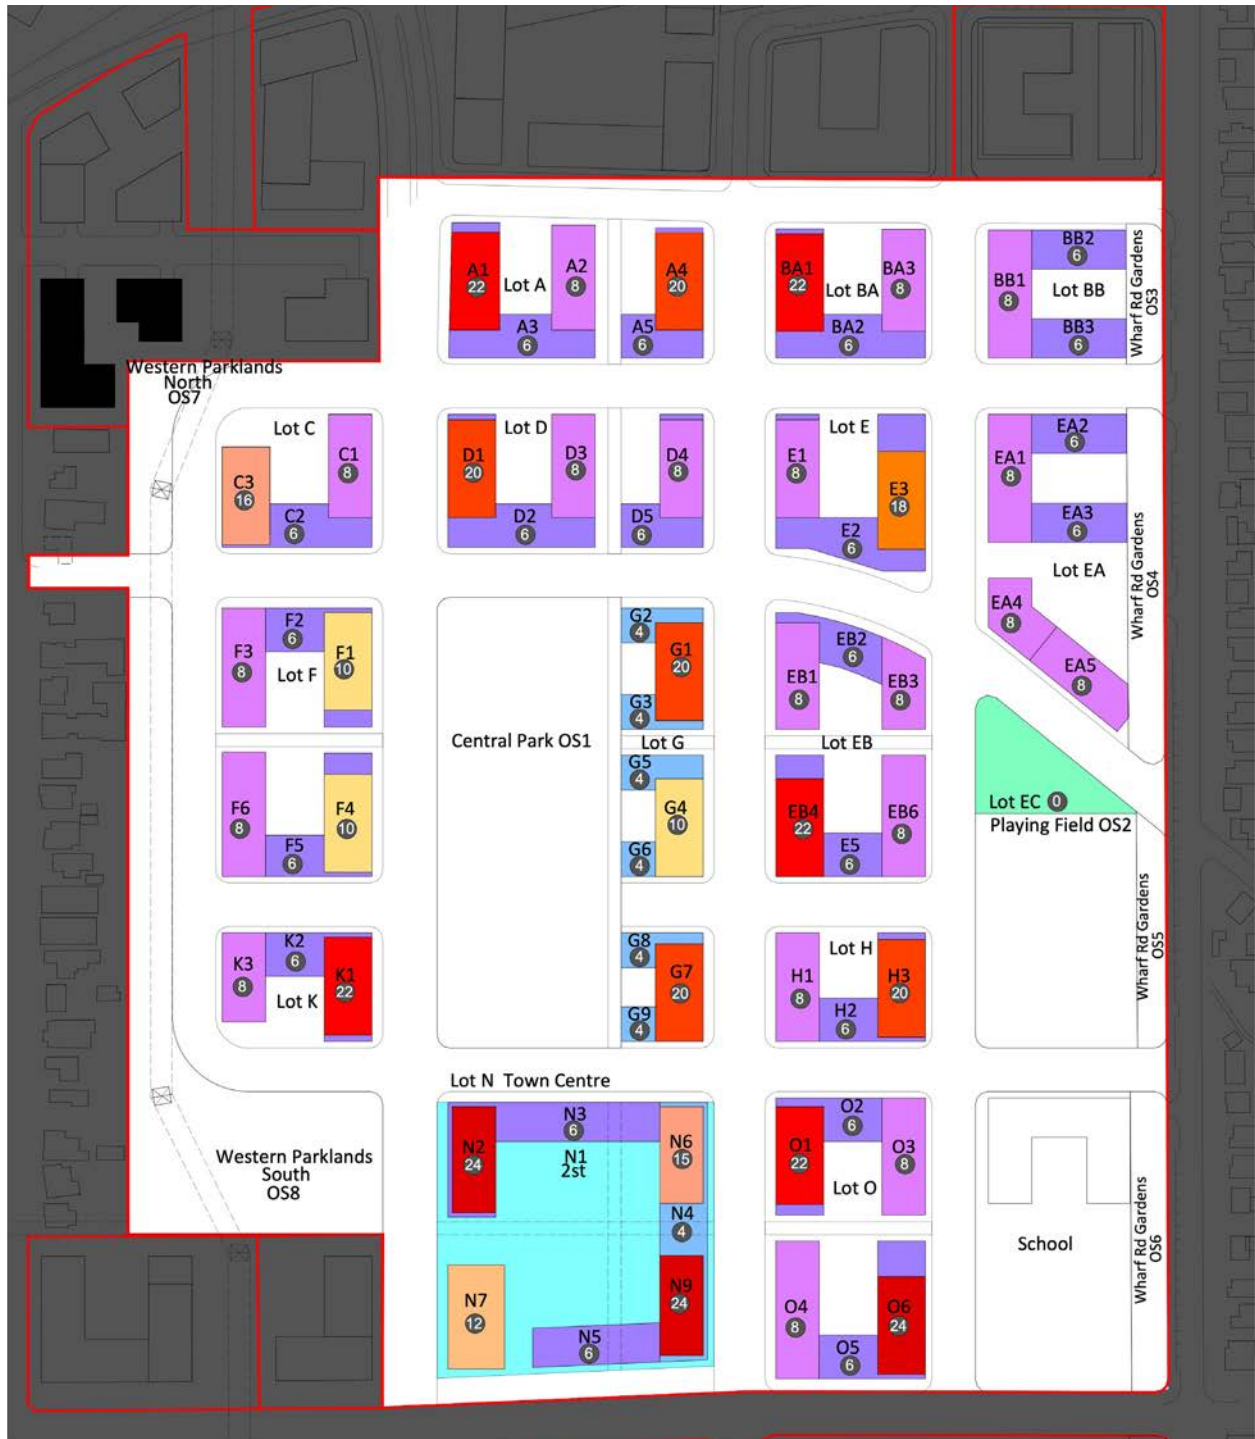 A1
22
Lot A
A2
8
A3
6
A4
20
A5
6
BA1
22
Lot BA
BA3
8
BA2
6
BB1
8
BB2
6
Lot BB
BB3
6
Wharf Rd Gardens
OS3
Western Parklands
North
OS7
Lot C
C1
8
C3
16
C2
6
D1
20
Lot D
D3
8
D2
6
D4
8
D5
6
E1
8
Lot E
E3
18
E2
6
EA1
8
EA2
6
EA3
6
Lot EA
EA4
8
EA5
8
Wharf Rd Gardens
OS4
F3
8
F2
6
F1
10
Lot F
F6
8
F4
10
F5
6
Central Park OS1
G2
4
G1
20
G3
4
Lot G
G5
4
G4
10
G6
4
EB1
8
EB2
6
EB3
8
Lot EB
EB4
22
EB6
8
E5
6
Lot EC 0
Playing Field OS2
Wharf Rd Gardens
OS5
K3
8
K2
6
K1
22
Lot K
G8
4
G7
20
G9
4
H1
8
Lot H
H3
20
H2
6
Lot N Town Centre
N2
24
N3
6
N1
2st
N6
15
N4
4
N7
12
N5
6
N9
24
Western Parklands
South
OS8
O1
22
O2
6
O3
8
Lot O
O4
8
O6
24
O5
6
School
Wharf Rd Gardens
OS6